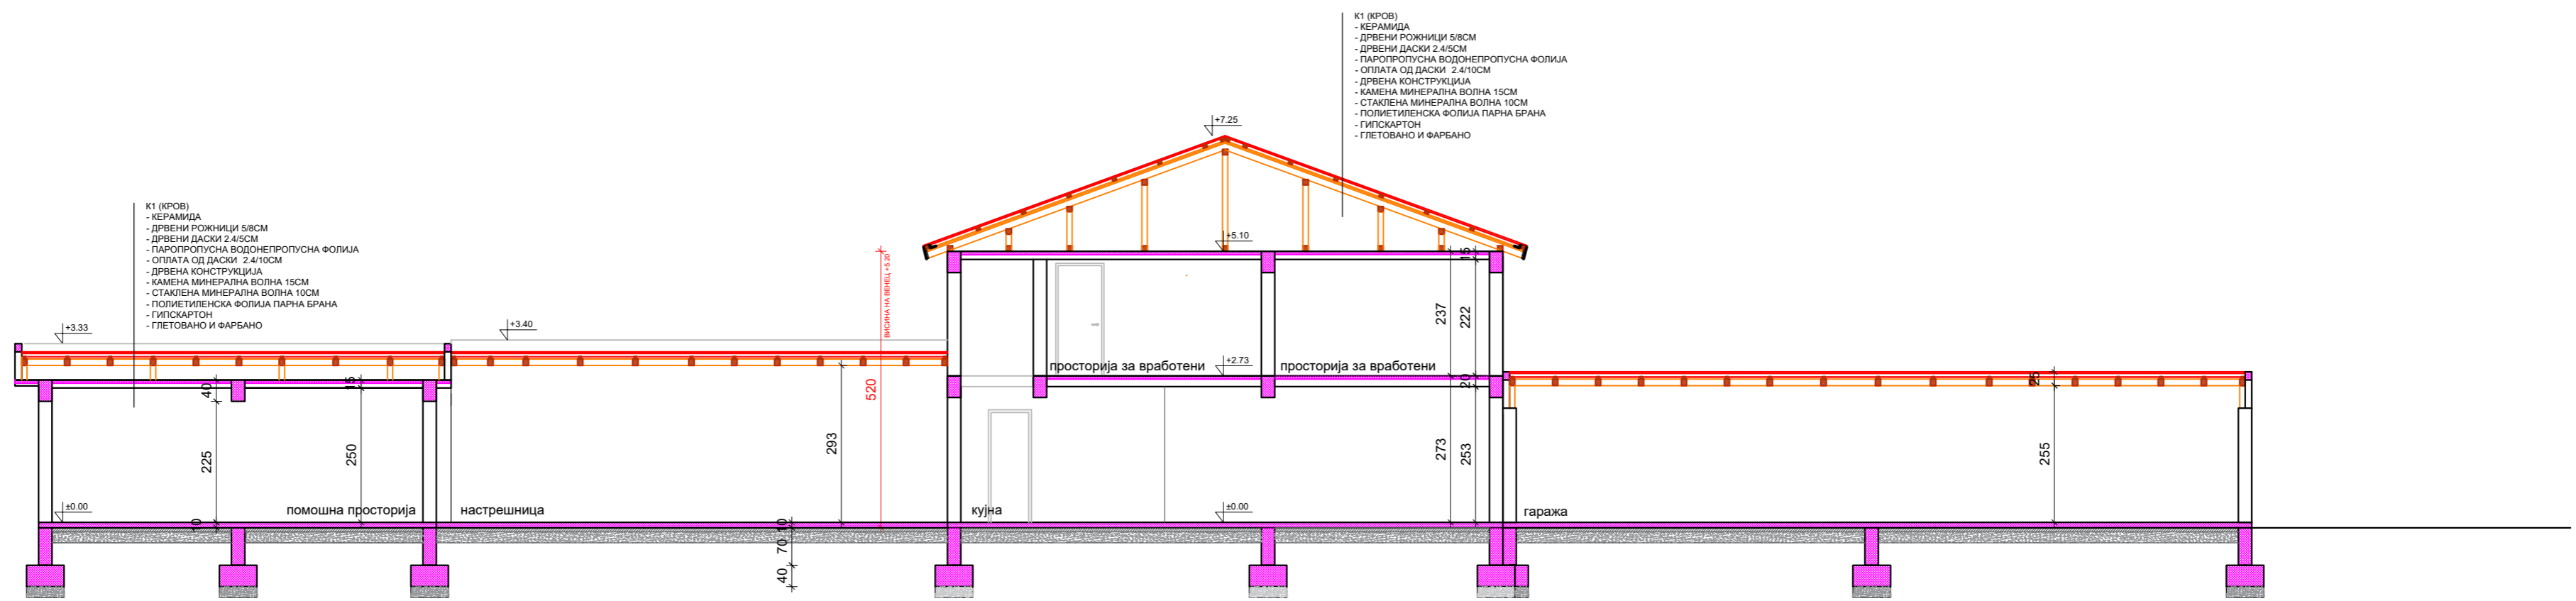 К1 (КРОВ)
- КЕРАМИДА
- ДРВЕНИ РОЖНИЦИ 5/8СМ
- ДРВЕНИ ДАСКИ 2.4/5СМ
- ПАРОПРОПУСНА ВОДОНЕПРОПУСНА ФОЛИЈА
- ОПЛАТА ОД ДАСКИ 2.4/10СМ
- ДРВЕНА КОНСТРУКЦИЈА
- КАМЕНА МИНЕРАЛНА ВОЛНА 15СМ
- СТАКЛЕНА МИНЕРАЛНА ВОЛНА 10СМ
- ПОЛИЕТИЛЕНСКА ФОЛИЈА ПАРНА БРАНА
- ГИПСКАРТОН
- ГЛЕТОВАНО И ФАРБАНО
+7.25
К1 (КРОВ)
- КЕРАМИДА
- ДРВЕНИ РОЖНИЦИ 5/8СМ
- ДРВЕНИ ДАСКИ 2.4/5СМ
- ПАРОПРОПУСНА ВОДОНЕПРОПУСНА ФОЛИЈА
- ОПЛАТА ОД ДАСКИ 2.4/10СМ
- ДРВЕНА КОНСТРУКЦИЈА
- КАМЕНА МИНЕРАЛНА ВОЛНА 15СМ
- СТАКЛЕНА МИНЕРАЛНА ВОЛНА 10СМ
- ПОЛИЕТИЛЕНСКА ФОЛИЈА ПАРНА БРАНА
- ГИПСКАРТОН
- ГЛЕТОВАНО И ФАРБАНО
+5.10
15
ВИСИНА НА ВЕНЕЦ +5.20
237
222
+3.33
+3.40
+2.73
просторија за вработени
просторија за вработени
40
15
520
20
25
225
250
293
273
253
255
±0.00
помошна просторија
настрешница
кујна
±0.00
гаража
10
10
70
40